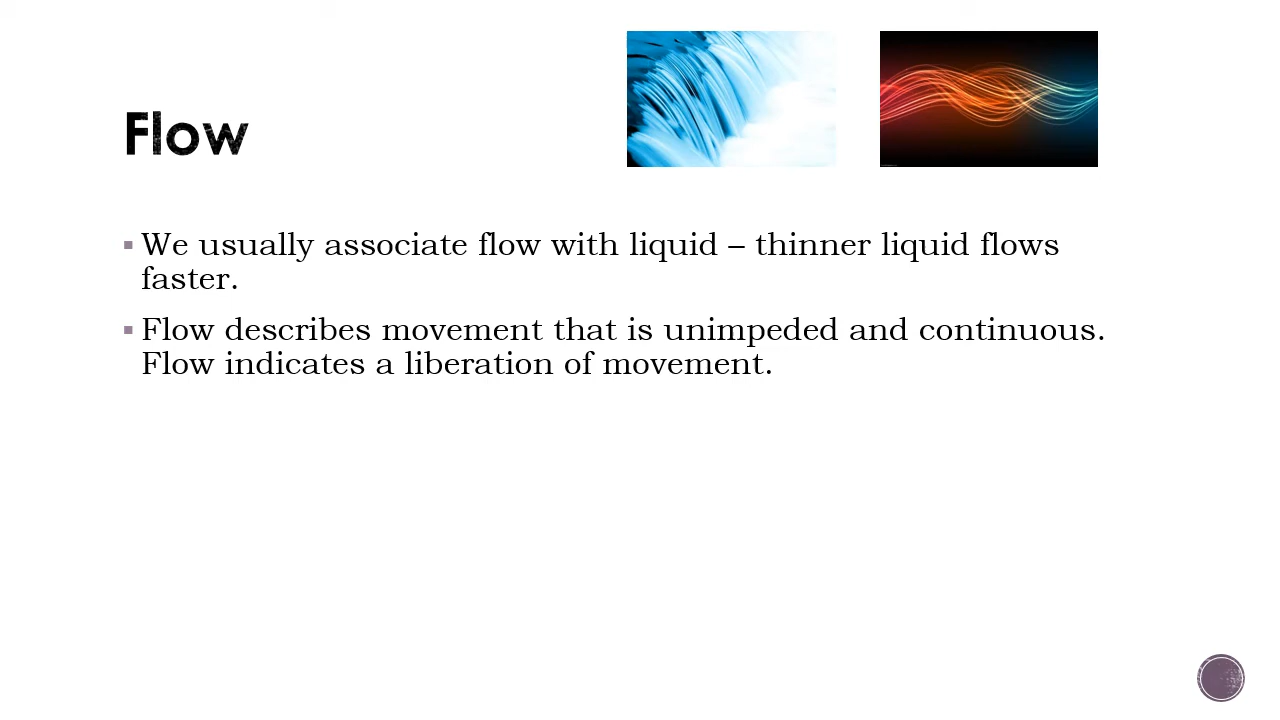 Flow
We usually associate flow with liquid – thinner liquid flows
faster.
Flow describes movement that is unimpeded and continuous.
Flow indicates a liberation of movement.